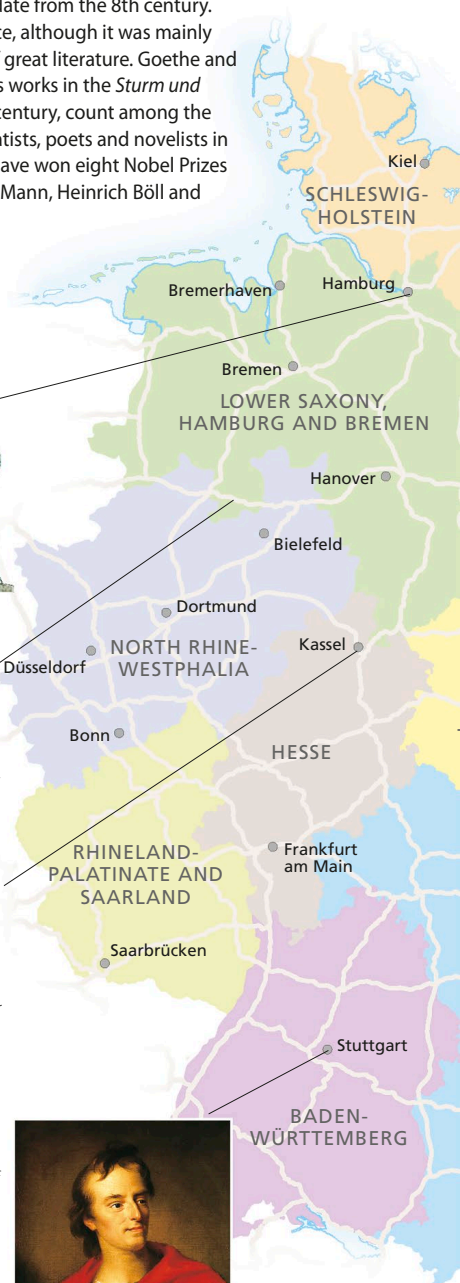 late from the 8th century.
ce, although it was mainly
great literature. Goethe and
s works in the Sturm und
century, count among the
tists, poets and novelists in
ave won eight Nobel Prizes
Mann, Heinrich Böll and
Kiel
SCHLESWIG-
HOLSTEIN
Bremerhaven
Hamburg
Bremen
LOWER SAXONY,
HAMBURG AND BREMEN
Hanover
Bielefeld
Dortmund
Düsseldorf
NORTH RHINE-
WESTPHALIA
Kassel
Bonn
HESSE
Frankfurt
am Main
RHINELAND-
PALATINATE AND
SAARLAND
Saarbrücken
Stuttgart
BADEN-
WÜRTTEMBERG